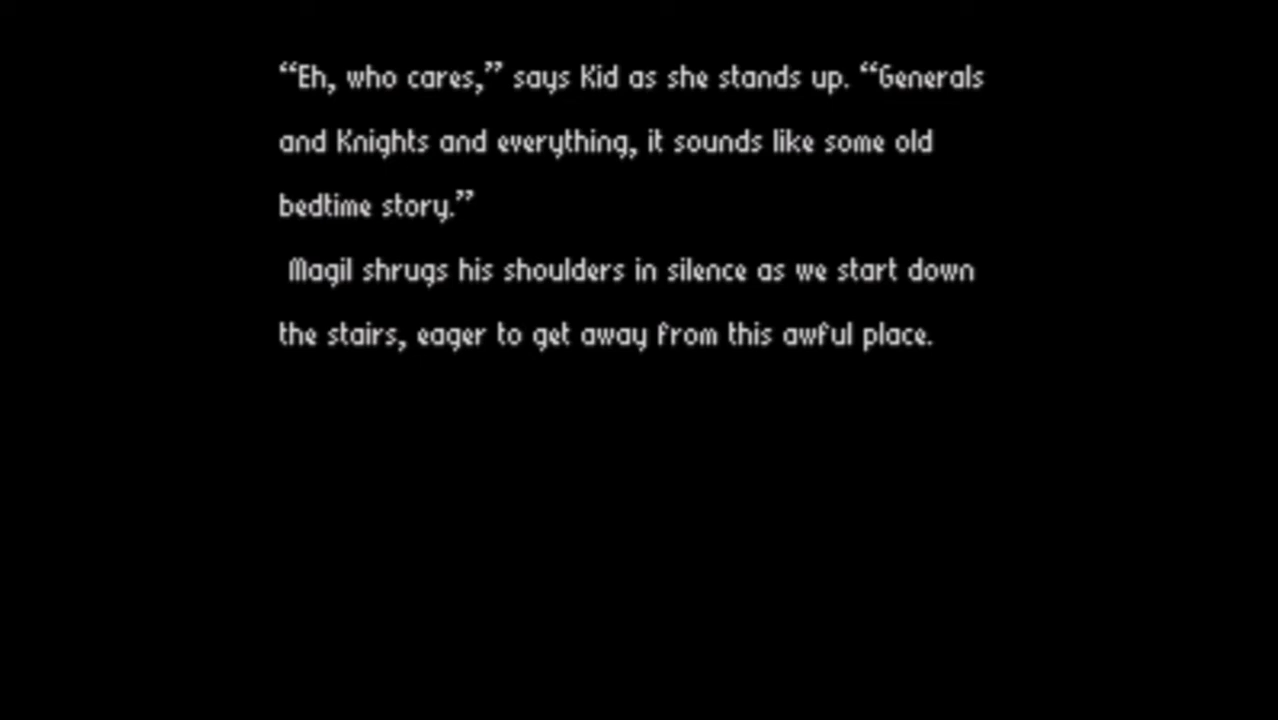 “Eh, who cares,” says Kid as she stands up. “Generals
and Knights and everything, it sounds like some old
bedtime story.”
Magil shrugs his shoulders in silence as we start down
the stairs, eager to get away from this awful place.